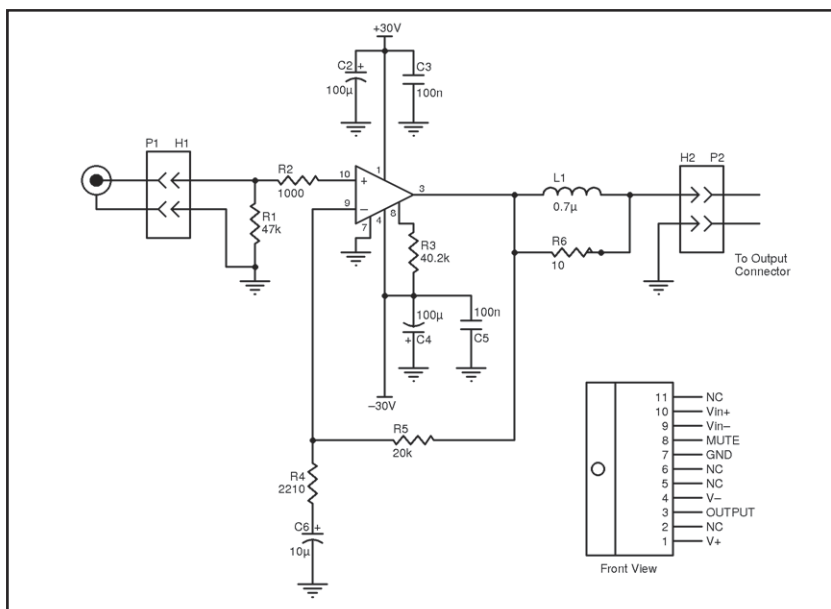 +30V
C2 +
100µ
C3
100n
P1 H1
R2
1000
R1
47k
10
+
9
–
1
3
7
4
8
R3
40.2k
L1
0.7µ
R6
10
H2 P2
To Output
Connector
100µ
+ C4
100n
C5
–30V
R5
20k
R4
2210
C6 +
10µ
11 NC
10 Vin+
9 Vin–
8 MUTE
7 GND
6 NC
5 NC
4 V–
3 OUTPUT
2 NC
1 V+
Front View